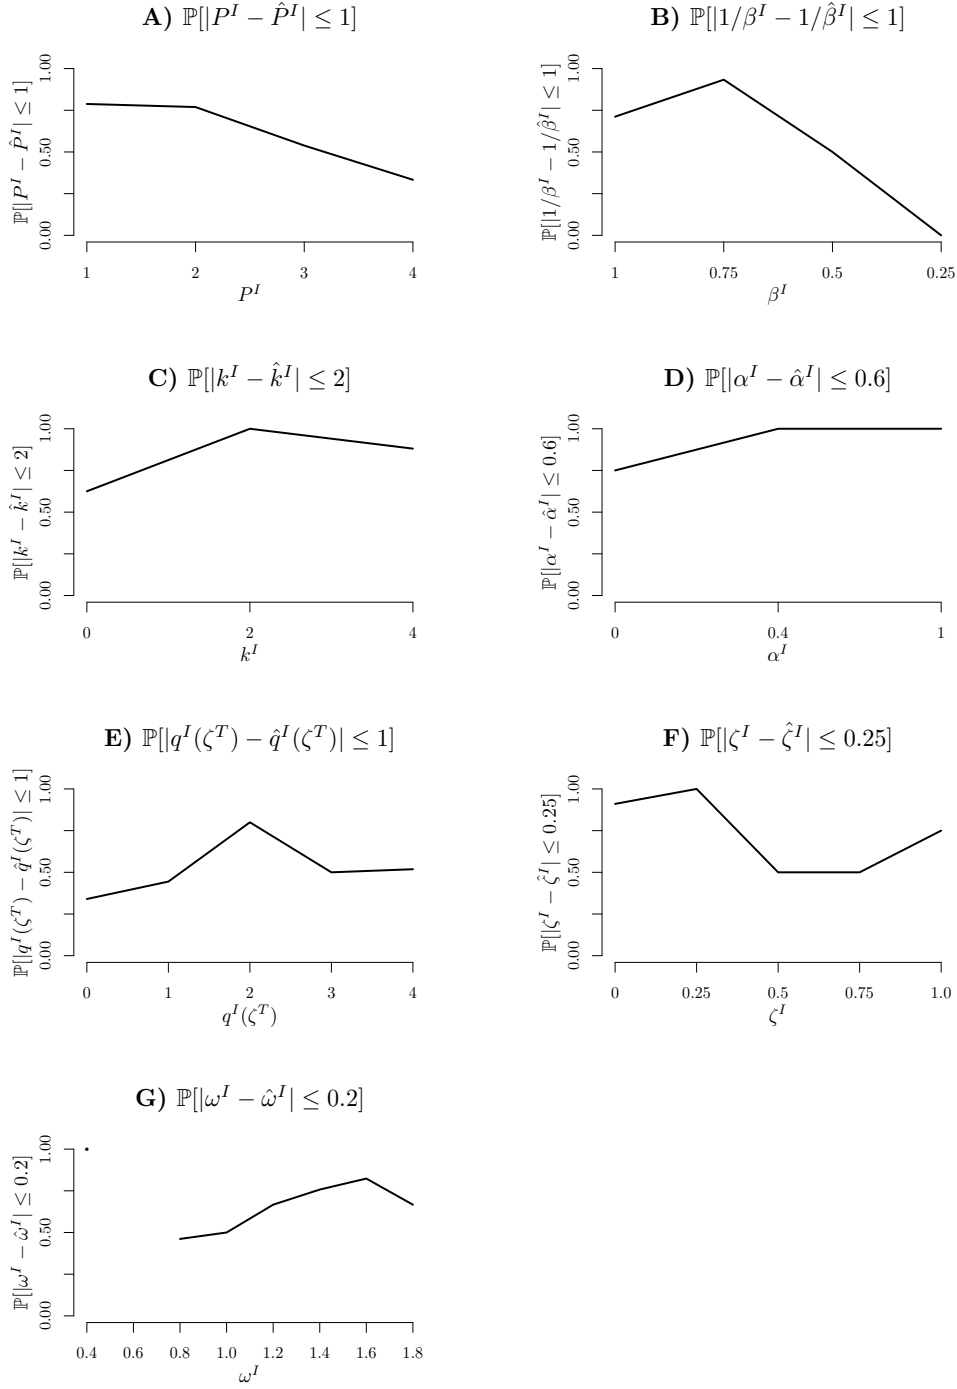 A) ℙ[|P^I − P̂^I| ≤ 1]
ℙ[|P^I − P̂^I| ≤ 1]
1.00
0.50
0.00
1 2 3 4
P^I
B) ℙ[|1/β^I − 1/β̂^I| ≤ 1]
ℙ[|1/β^I − 1/β̂^I| ≤ 1]
1.00
0.50
0.00
1 0.75 0.5 0.25
β^I
C) ℙ[|k^I − k̂^I| ≤ 2]
ℙ[|k^I − k̂^I| ≤ 2]
1.00
0.50
0.00
0 2 4
k^I
D) ℙ[|α^I − α̂^I| ≤ 0.6]
ℙ[|α^I − α̂^I| ≤ 0.6]
1.00
0.50
0.00
0 0.4 1
α^I
E) ℙ[|q^I(ζ^T) − q̂^I(ζ^T)| ≤ 1]
ℙ[|q^I(ζ^T) − q̂^I(ζ^T)| ≤ 1]
1.00
0.50
0.00
0 1 2 3 4
q^I(ζ^T)
F) ℙ[|ζ^I − ζ̂^I| ≤ 0.25]
ℙ[|ζ^I − ζ̂^I| ≤ 0.25]
1.00
0.50
0.00
0 0.25 0.5 0.75 1.0
ζ^I
G) ℙ[|ω^I − ω̂^I| ≤ 0.2]
ℙ[|ω^I − ω̂^I| ≤ 0.2]
1.00
0.50
0.00
0.4 0.6 0.8 1.0 1.2 1.4 1.6 1.8
ω^I